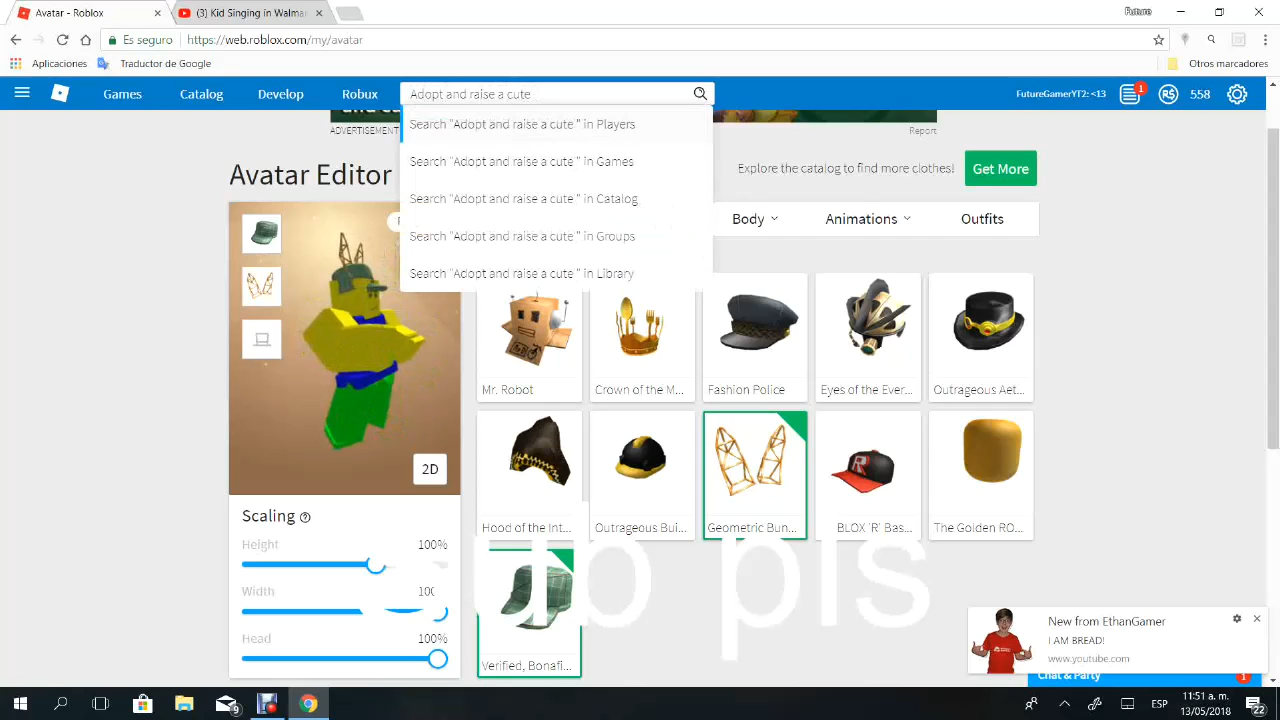 Avatar - Roblox
(3) Kid Singing in Walma
Future
Es seguro
https://web.roblox.com/my/avatar
Aplicaciones
Traductor de Google
Otros marcadores
Games
Catalog
Develop
Robux
Adopt and raise a cute
FutureGamerYT2: <13
1
R$
558
ADVERTISEMENT
Search "Adopt and raise a cute " in Players
Search "Adopt and raise a cute " in Games
Search "Adopt and raise a cute " in Catalog
Search "Adopt and raise a cute " in Groups
Search "Adopt and raise a cute " in Library
Report
Avatar Editor
Explore the catalog to find more clothes!
Get More
Body
Animations
Outfits
2D
Mr. Robot
Crown of the M...
Fashion Police
Eyes of the Ever...
Outrageous Aet...
Hood of the Int...
Outrageous Bui...
Geometric Bun...
BLOX 'R' Bas...
The Golden RO...
Verified, Bonafi...
Scaling
Height
100%
Width
100
Head
100%
sub pls
New from EthanGamer
I AM BREAD!
www.youtube.com
Chat & Party
1
9
ESP
11:51 a. m.
13/05/2018
22